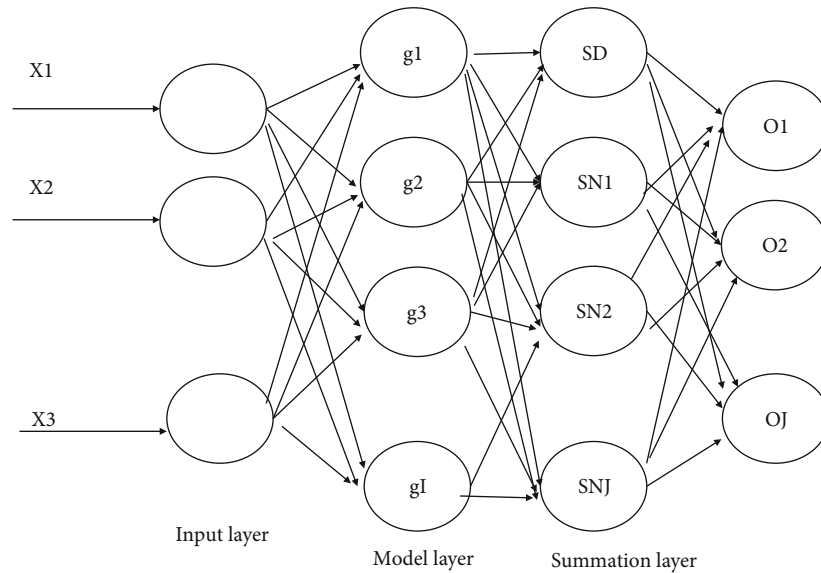 X1
X2
X3
g1
g2
g3
gI
SD
SN1
SN2
SNJ
O1
O2
OJ
Input layer
Model layer
Summation layer